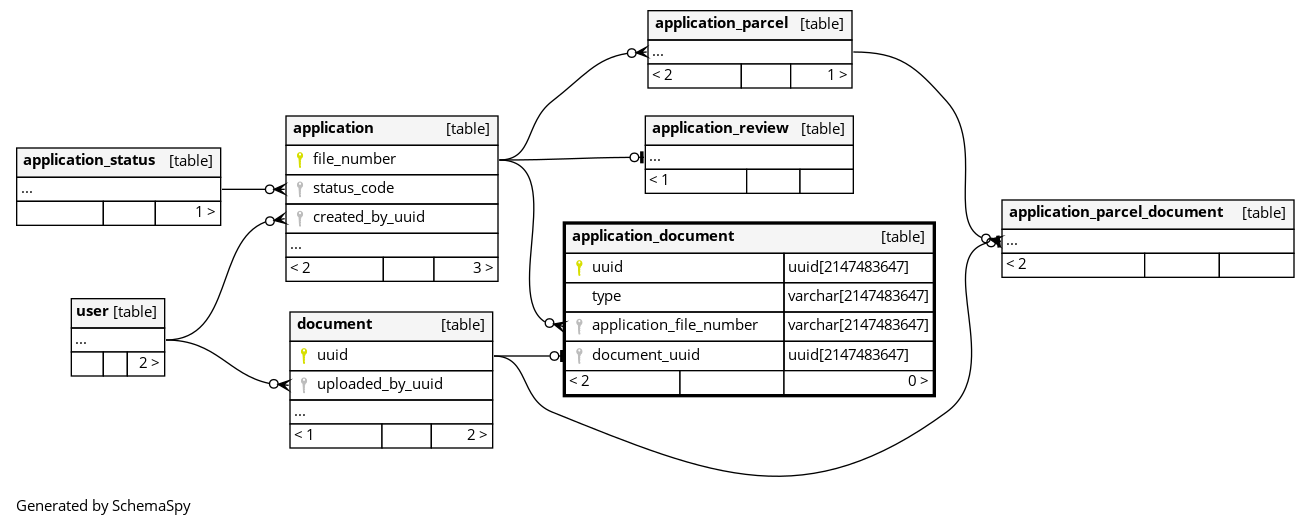 application_status [table]
...
1 >
user [table]
...
2 >
application [table]
file_number
status_code
created_by_uuid
...
< 2 3 >
document [table]
uuid
uploaded_by_uuid
...
< 1 2 >
application_parcel [table]
...
< 2 1 >
application_review [table]
...
< 1
application_document [table]
uuid uuid[2147483647]
type varchar[2147483647]
application_file_number varchar[2147483647]
document_uuid uuid[2147483647]
< 2 0 >
application_parcel_document [table]
...
< 2
Generated by SchemaSpy